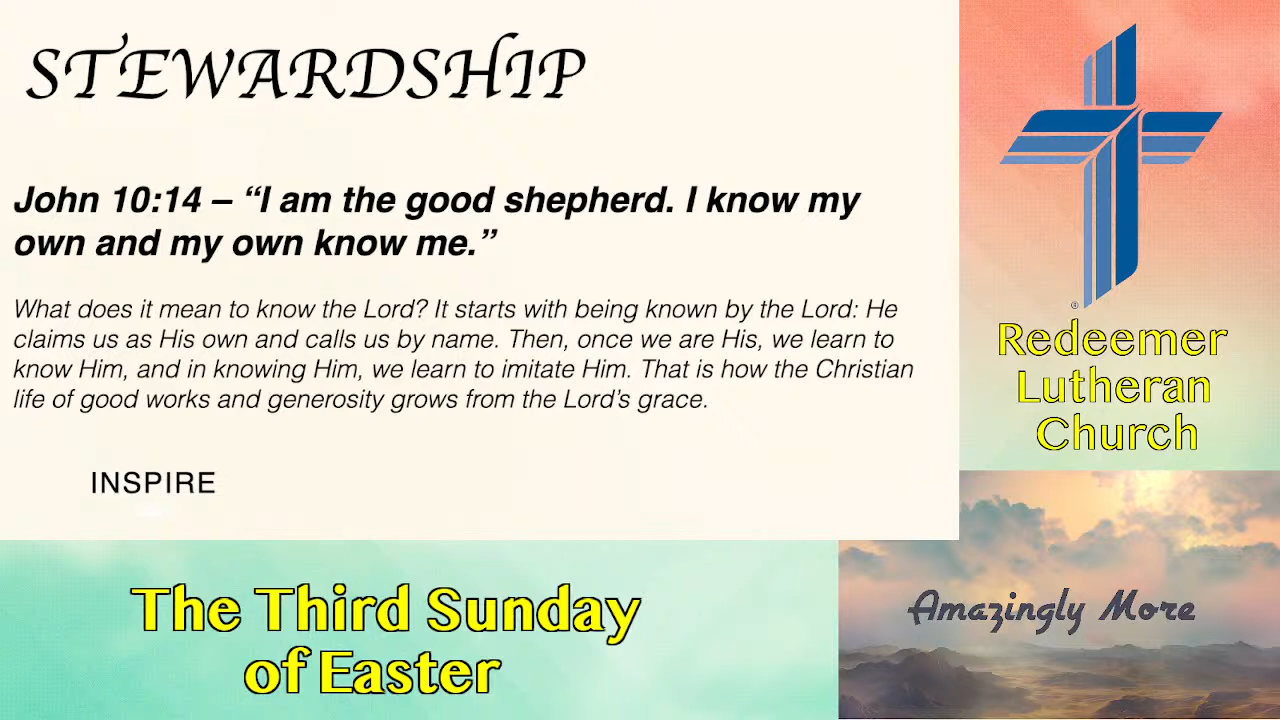 STEWARDSHIP
John 10:14 – “I am the good shepherd. I know my
own and my own know me.”
What does it mean to know the Lord? It starts with being known by the Lord: He
claims us as His own and calls us by name. Then, once we are His, we learn to
know Him, and in knowing Him, we learn to imitate Him. That is how the Christian
life of good works and generosity grows from the Lord’s grace.
INSPIRE
®
Redeemer
Lutheran
Church
The Third Sunday
of Easter
Amazingly More